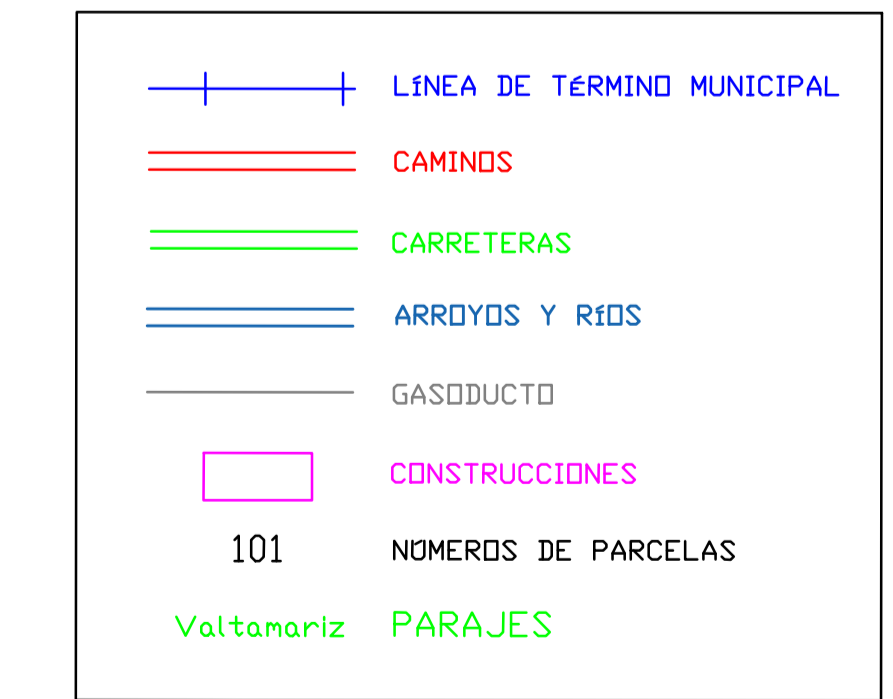 LÍNEA DE TÉRMINO MUNICIPAL
CAMINOS
CARRETERAS
ARROYOS Y RÍOS
GASODUCTO
CONSTRUCCIONES
101 NÚMEROS DE PARCELAS
Valtamariz PARAJES